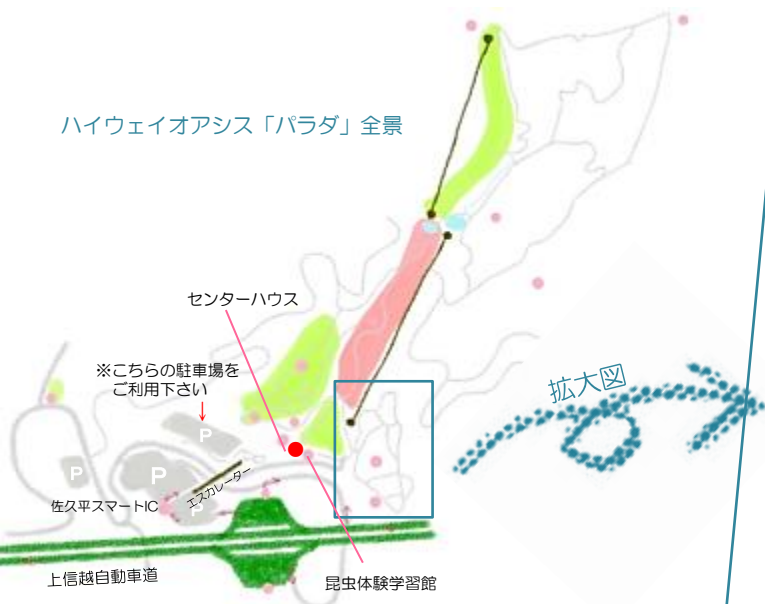 ハイウェイオアシス「パラダ」全景
センターハウス
※こちらの駐車場を
ご利用下さい
拡大図
P
P
P
P
エスカレーター
佐久平スマートIC
上信越自動車道
昆虫体験学習館